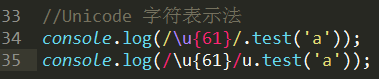 33 //Unicode 字符表示法
34 console.log(/\u{61}/.test('a'));
35 console.log(/\u{61}/u.test('a'));